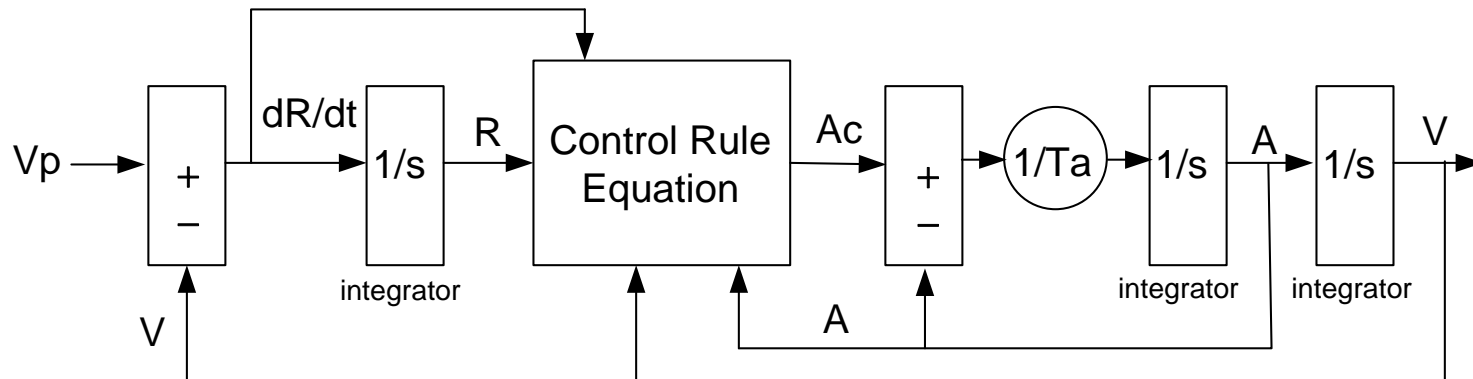 dR/dt
R
Ac
A
V
Vp
+
−
1/s
Control Rule
Equation
+
−
1/Ta
1/s
1/s
integrator
integrator
integrator
V
A